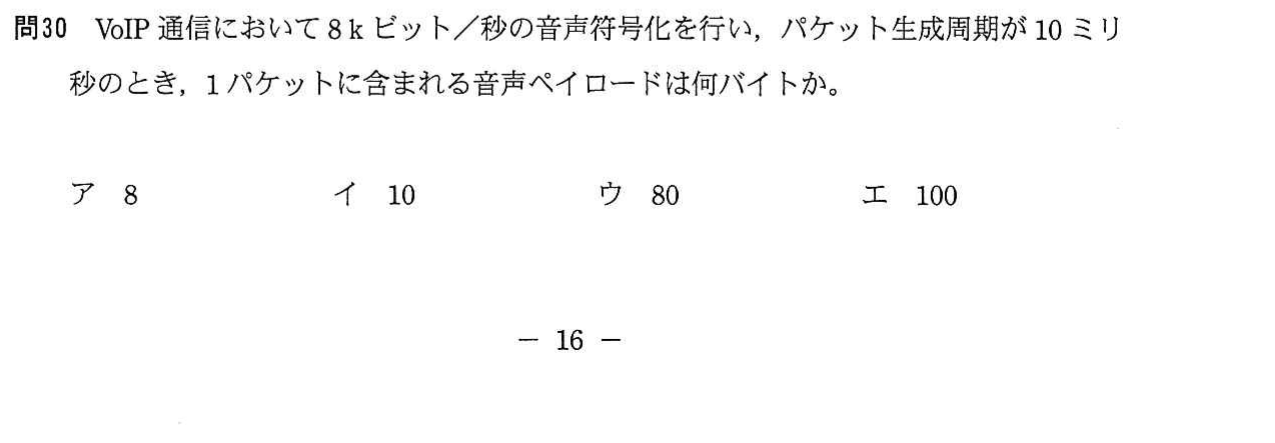 問30 VoIP 通信において 8 k ビット／秒の音声符号化を行い，パケット生成周期が 10 ミリ
秒のとき，1 パケットに含まれる音声ペイロードは何バイトか。
ア 8 イ 10 ウ 80 エ 100
－ 16 －